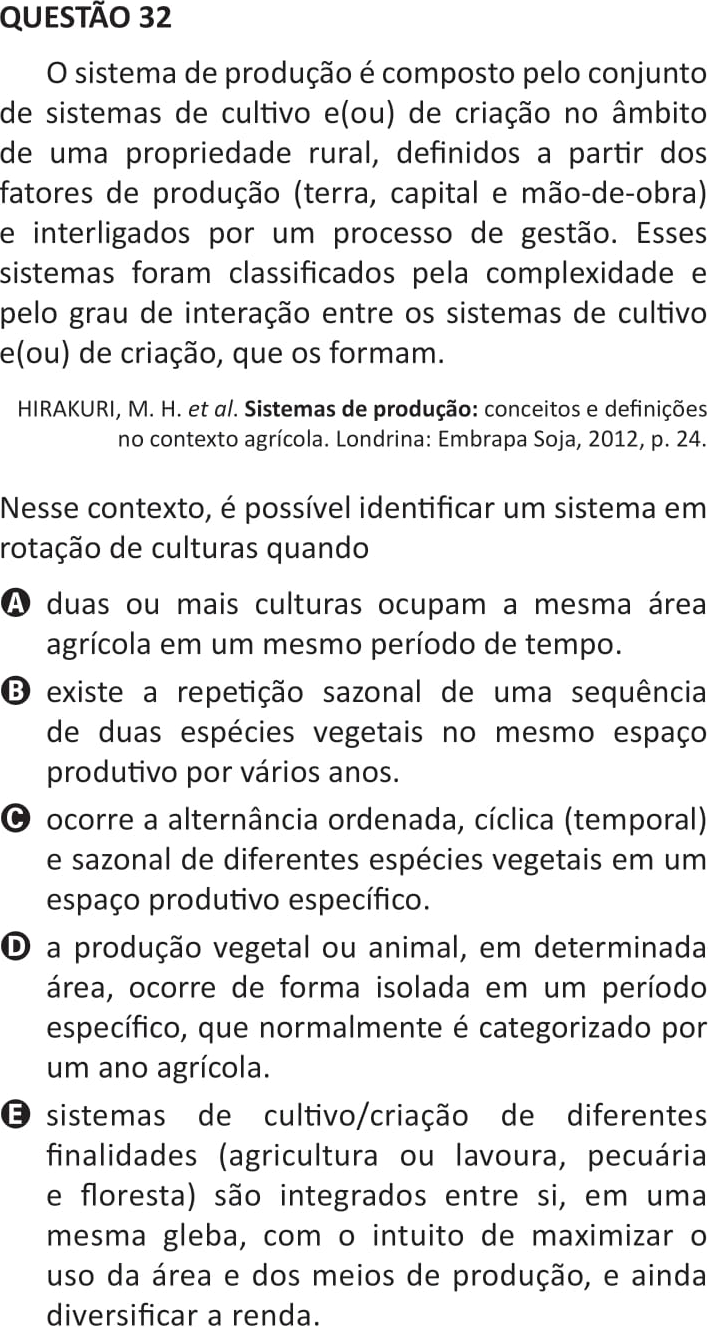 QUESTÃO 32
O sistema de produção é composto pelo conjunto
de sistemas de cultivo e(ou) de criação no âmbito
de uma propriedade rural, definidos a partir dos
fatores de produção (terra, capital e mão-de-obra)
e interligados por um processo de gestão. Esses
sistemas foram classificados pela complexidade e
pelo grau de interação entre os sistemas de cultivo
e(ou) de criação, que os formam.
HIRAKURI, M. H. et al. Sistemas de produção: conceitos e definições
no contexto agrícola. Londrina: Embrapa Soja, 2012, p. 24.
Nesse contexto, é possível identificar um sistema em
rotação de culturas quando
A duas ou mais culturas ocupam a mesma área
agrícola em um mesmo período de tempo.
B existe a repetição sazonal de uma sequência
de duas espécies vegetais no mesmo espaço
produtivo por vários anos.
C ocorre a alternância ordenada, cíclica (temporal)
e sazonal de diferentes espécies vegetais em um
espaço produtivo específico.
D a produção vegetal ou animal, em determinada
área, ocorre de forma isolada em um período
específico, que normalmente é categorizado por
um ano agrícola.
E sistemas de cultivo/criação de diferentes
finalidades (agricultura ou lavoura, pecuária
e floresta) são integrados entre si, em uma
mesma gleba, com o intuito de maximizar o
uso da área e dos meios de produção, e ainda
diversificar a renda.